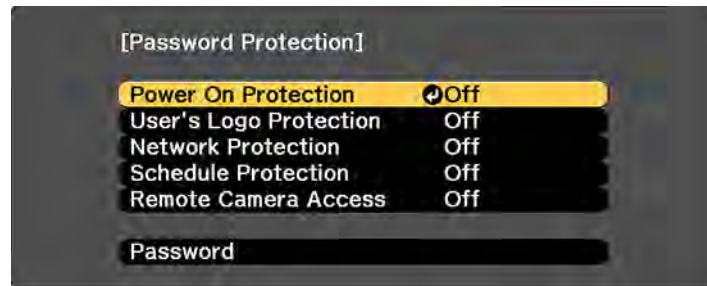 [Password Protection]
Power On Protection Off
User's Logo Protection Off
Network Protection Off
Schedule Protection Off
Remote Camera Access Off
Password